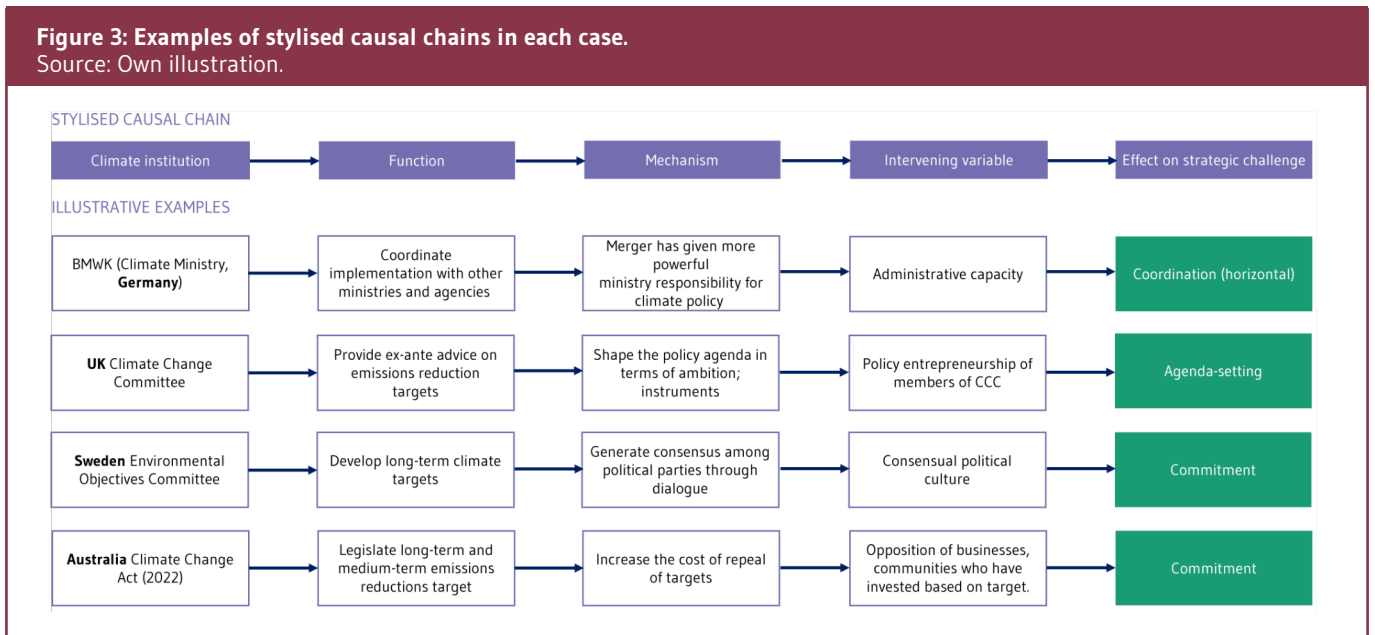 Figure 3: Examples of stylised causal chains in each case.
Source: Own illustration.
STYLISED CAUSAL CHAIN
Climate institution
Function
Mechanism
Intervening variable
Effect on strategic challenge
ILLUSTRATIVE EXAMPLES
BMWK (Climate Ministry,
Germany)
Coordinate
implementation with other
ministries and agencies
Merger has given more
powerful
ministry responsibility for
climate policy
Administrative capacity
Coordination (horizontal)
UK Climate Change
Committee
Provide ex-ante advice on
emissions reduction
targets
Shape the policy agenda in
terms of ambition;
instruments
Policy entrepreneurship of
members of CCC
Agenda-setting
Sweden Environmental
Objectives Committee
Develop long-term climate
targets
Generate consensus among
political parties through
dialogue
Consensual political
culture
Commitment
Australia Climate Change
Act (2022)
Legislate long-term and
medium-term emissions
reductions target
Increase the cost of repeal
of targets
Opposition of businesses,
communities who have
invested based on target.
Commitment